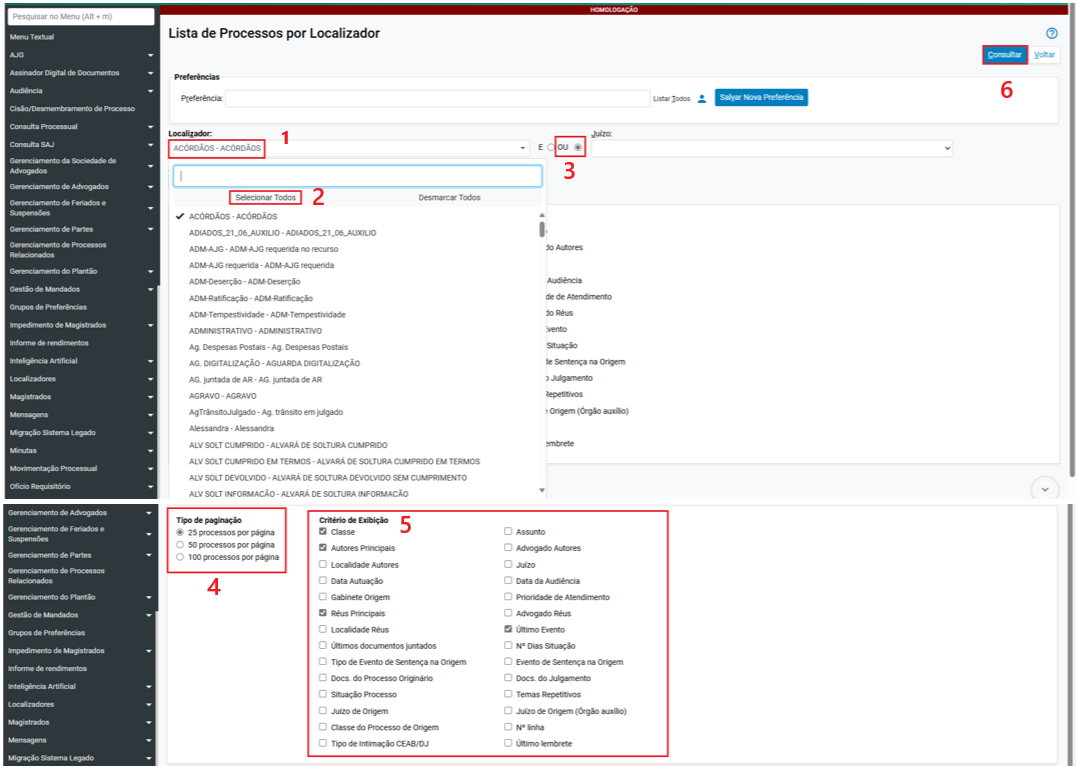 HOMOLOGAÇÃO
Pesquisar no Menu (Alt + m)
Menu Textual
AJG
Assinador Digital de Documentos
Audiência
Cisão/Desmembramento de Processo
Consulta Processual
Consulta SAJ
Gerenciamento da Sociedade de
Advogados
Gerenciamento de Advogados
Gerenciamento de Feriados e
Suspensões
Gerenciamento de Partes
Gerenciamento de Processos
Relacionados
Gerenciamento do Plantão
Gestão de Mandados
Grupos de Preferências
Impedimento de Magistrados
Informe de rendimentos
Inteligência Artificial
Localizadores
Magistrados
Mensagens
Migração Sistema Legado
Minutas
Movimentação Processual
Ofício Requisitório
Lista de Processos por Localizador
Consultar Voltar
6
Preferências
Preferência: Listar Todos Salvar Nova Preferência
Localizador: 1 Juízo:
ACÓRDÃOS - ACÓRDÃOS E OU
3
Selecionar Todos 2 Desmarcar Todos
ACÓRDÃOS - ACÓRDÃOS
ADIADOS_21_06_AUXILIO - ADIADOS_21_06_AUXILIO
ADM-AJG - ADM-AJG requerida no recurso
ADM-AJG requerida - ADM-AJG requerida
ADM-Deserção - ADM-Deserção
ADM-Ratificação - ADM-Ratificação
ADM-Tempestividade - ADM-Tempestividade
ADMINISTRATIVO - ADMINISTRATIVO
Ag. Despesas Postais - Ag. Despesas Postais
AG. DIGITALIZAÇÃO - AGUARDA DIGITALIZAÇÃO
AG. juntada de AR - AG. juntada de AR
AGRAVO - AGRAVO
AgTrânsitoJulgado - Ag. trânsito em julgado
Alessandra - Alessandra
ALV SOLT CUMPRIDO - ALVARÁ DE SOLTURA CUMPRIDO
ALV SOLT CUMPRIDO EM TERMOS - ALVARÁ DE SOLTURA CUMPRIDO EM TERMOS
ALV SOLT DEVOLVIDO - ALVARÁ DE SOLTURA DEVOLVIDO SEM CUMPRIMENTO
ALV SOLT INFORMAÇÃO - ALVARÁ DE SOLTURA INFORMAÇÃO
do Autores
Audiência
de de Atendimento
do Réus
vento
Situação
de Sentença na Origem
o Julgamento
Repetitivos
e Origem (Órgão auxílio)
embrete
Gerenciamento de Advogados
Gerenciamento de Feriados e
Suspensões
Gerenciamento de Partes
Gerenciamento de Processos
Relacionados
Gerenciamento do Plantão
Gestão de Mandados
Grupos de Preferências
Impedimento de Magistrados
Informe de rendimentos
Inteligência Artificial
Localizadores
Magistrados
Mensagens
Migração Sistema Legado
Tipo de paginação
25 processos por página
50 processos por página
100 processos por página
4
Critério de Exibição 5
Classe Assunto
Autores Principais Advogado Autores
Localidade Autores Juízo
Data Autuação Data da Audiência
Gabinete Origem Prioridade de Atendimento
Réus Principais Advogado Réus
Localidade Réus Último Evento
Últimos documentos juntados Nº Dias Situação
Tipo de Evento de Sentença na Origem Evento de Sentença na Origem
Docs. do Processo Originário Docs. do Julgamento
Situação Processo Temas Repetitivos
Juizo de Origem Juízo de Origem (Órgão auxílio)
Classe do Processo de Origem Nº linha
Tipo de Intimação CEAB/DJ Último lembrete